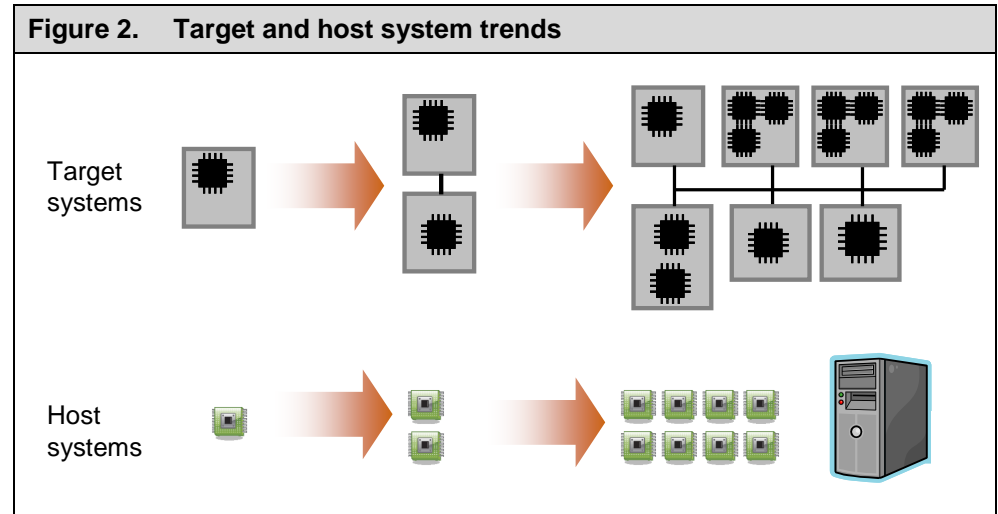 Figure 2. Target and host system trends
Target
systems
Host
systems